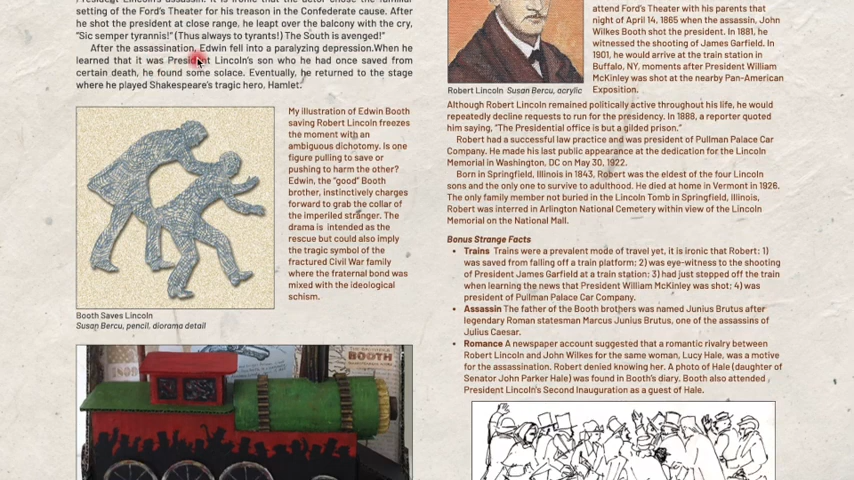 President Lincoln's assassin. It is ironic that the actor chose the familiar
setting of the Ford's Theater for his treason in the Confederate cause. After
he shot the president at close range, he leapt over the balcony with the cry,
"Sic semper tyrannis!" (Thus always to tyrants!) (The South is avenged!"
After the assassination, Edwin fell into a paralyzing depression.When he
learned that it was President Lincoln's son who he had once saved from
certain death, he found some solace. Eventually, he returned to the stage
where he played Shakespeare's tragic hero, Hamlet.
My illustration of Edwin Booth
saving Robert Lincoln freezes
the moment with an
ambiguous dichotomy. Is one
figure pulling to save or
pushing to harm the other?
Edwin, the "good" Booth
brother, instinctively charges
forward to grab the collar of
the imperiled stranger. The
drama is intended as the
rescue but could also imply
the tragic symbol of the
fractured Civil War family
where the fraternal bond was
mixed with the ideological
schism.
Booth Saves Lincoln
Susan Bercu, pencil, diorama detail
BOOTH
attend Ford's Theater with his parents that
night of April 14, 1865 when the assassin, John
Wilkes Booth shot the president. In 1881, he
witnessed the shooting of James Garfield. In
1901, he would arrive at the train station in
Buffalo, NY, moments after President William
McKinley was shot at the nearby Pan-American
Exposition.
Robert Lincoln Susan Bercu, acrylic
Although Robert Lincoln remained politically active throughout his life, he would
repeatedly decline requests to run for the presidency. In 1888, a reporter quoted
him saying, "The Presidential office is but a gilded prison."
Robert had a successful law practice and was president of Pullman Palace Car
Company. He made his last public appearance at the dedication for the Lincoln
Memorial in Washington, DC on May 30, 1922.
Born in Springfield, Illinois in 1843, Robert was the eldest of the four Lincoln
sons and the only one to survive to adulthood. He died at home in Vermont in 1926.
The only family member not buried in the Lincoln Tomb in Springfield, Illinois,
Robert was interred in Arlington National Cemetery within view of the Lincoln
Memorial on the National Mall.
Bonus Strange Facts
• Trains Trains were a prevalent mode of travel yet, it is ironic that Robert: 1)
was saved from falling off a train platform; 2) was eye-witness to the shooting
of President James Garfield at a train station; 3) had just stepped off the train
when learning the news that President William McKinley was shot; 4) was
president of Pullman Palace Car Company.
• Assassin The father of the Booth brothers was named Junius Brutus after
legendary Roman statesman Marcus Junius Brutus, one of the assassins of
Julius Caesar.
• Romance A newspaper account suggested that a romantic rivalry between
Robert Lincoln and John Wilkes for the same woman, Lucy Hale, was a motive
for the assassination. Robert denied knowing her. A photo of Hale (daughter of
Senator John Parker Hale) was found in Booth's diary. Booth also attended
President Lincoln's Second Inauguration as a guest of Hale.